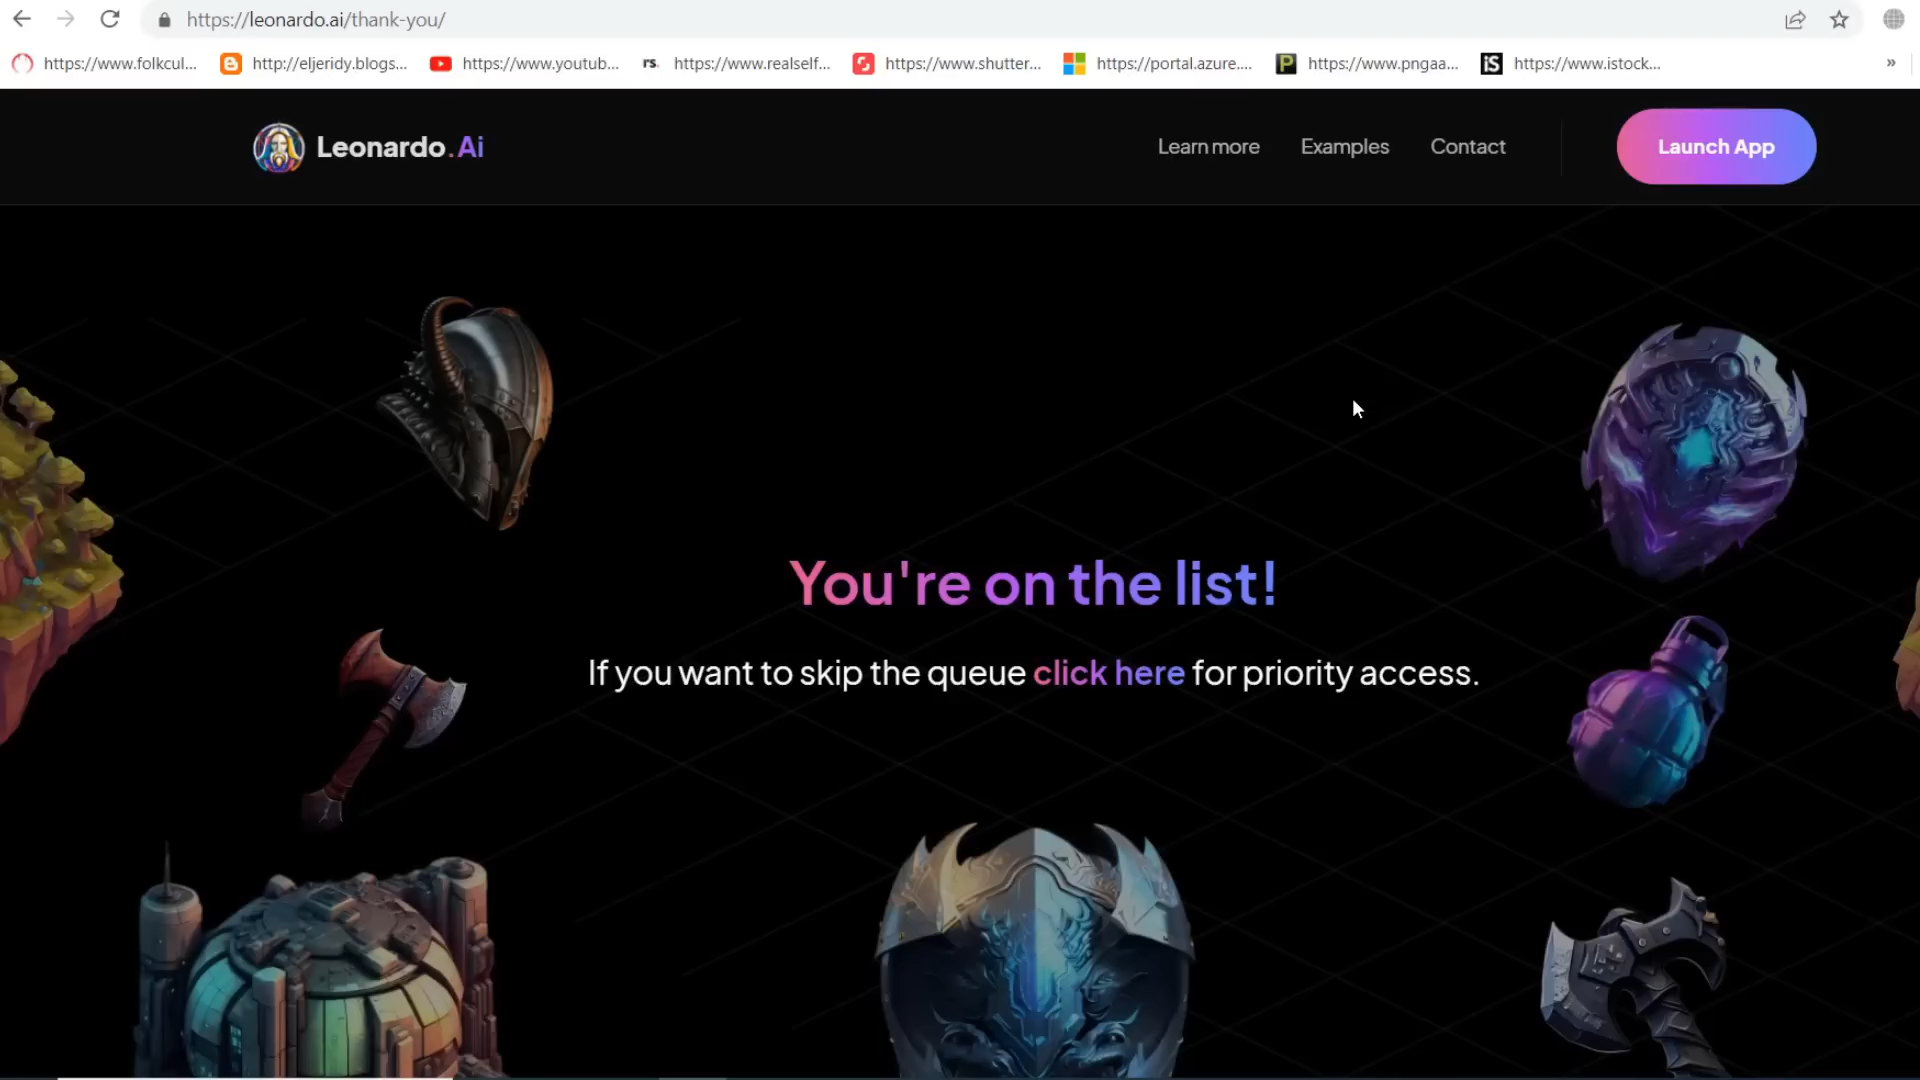 https://leonardo.ai/thank-you/
https://www.folkcul... http://eljeridy.blogs... https://www.youtub... rs. https://www.realself... https://www.shutter... https://portal.azure.... P https://www.pngaa... iS https://www.istock... »
Leonardo.Ai Learn more Examples Contact Launch App
You're on the list!
If you want to skip the queue click here for priority access.